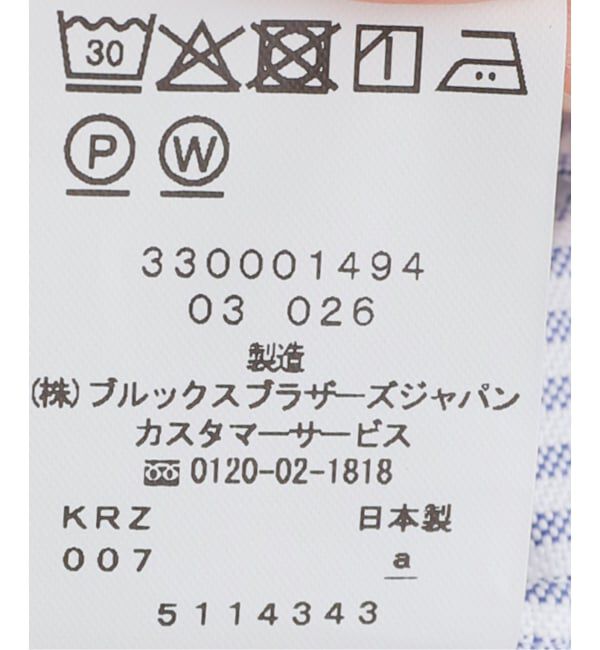 30
P W
330001494
03 026
製造
(株)ブルックスブラザーズジャパン
カスタマーサービス
0120-02-1818
KRZ 日本製
007 a
5114343